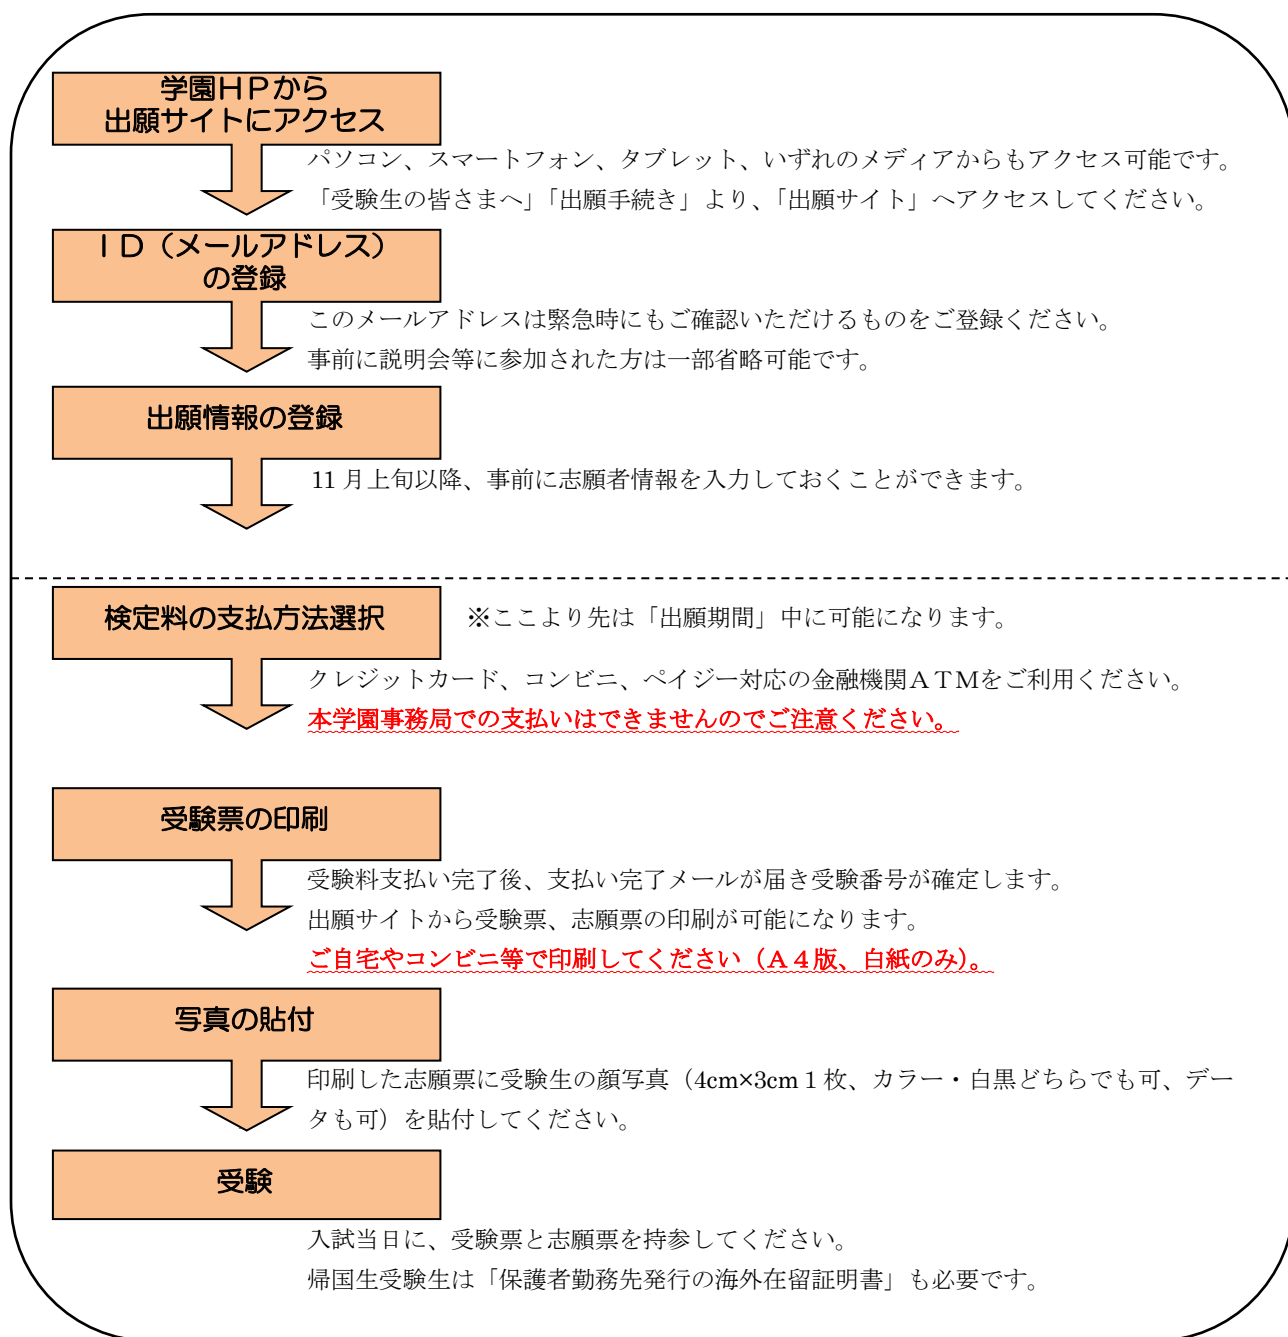 学園ＨＰから
出願サイトにアクセス
パソコン、スマートフォン、タブレット、いずれのメディアからもアクセス可能です。
「受験生の皆さまへ」「出願手続き」より、「出願サイト」へアクセスしてください。
ＩＤ（メールアドレス）
の登録
このメールアドレスは緊急時にもご確認いただけるものをご登録ください。
事前に説明会等に参加された方は一部省略可能です。
出願情報の登録
11月上旬以降、事前に志願者情報を入力しておくことができます。
検定料の支払方法選択
※ここより先は「出願期間」中に可能になります。
クレジットカード、コンビニ、ペイジー対応の金融機関ＡＴＭをご利用ください。
本学園事務局での支払いはできませんのでご注意ください。
受験票の印刷
受験料支払い完了後、支払い完了メールが届き受験番号が確定します。
出願サイトから受験票、志願票の印刷が可能になります。
ご自宅やコンビニ等で印刷してください（Ａ４版、白紙のみ）。
写真の貼付
印刷した志願票に受験生の顔写真（4cm×3cm１枚、カラー・白黒どちらでも可、デー
タも可）を貼付してください。
受験
入試当日に、受験票と志願票を持参してください。
帰国生受験生は「保護者勤務先発行の海外在留証明書」も必要です。